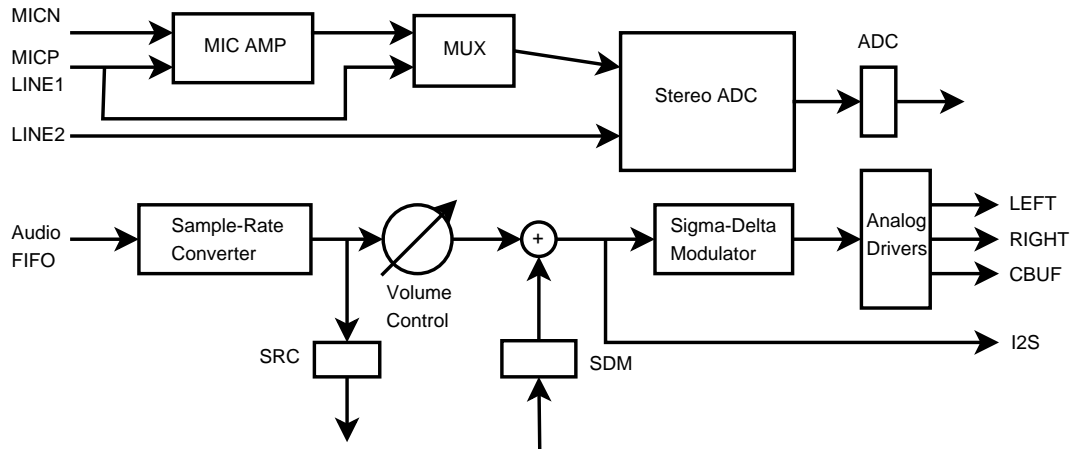 MICN
MIC AMP
MUX
ADC
MICP
LINE1
Stereo ADC
LINE2
Audio
FIFO
Sample-Rate
Converter
Volume
Control
+
Sigma-Delta
Modulator
Analog
Drivers
LEFT
RIGHT
CBUF
SRC
SDM
I2S